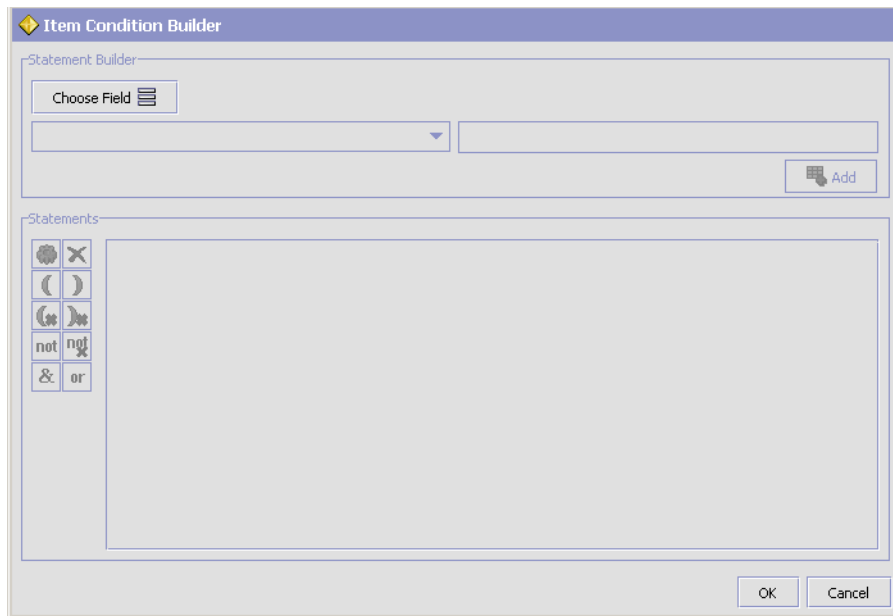 Item Condition Builder
Statement Builder
Choose Field
Add
Statements
( )
( )
not not
& or
OK Cancel